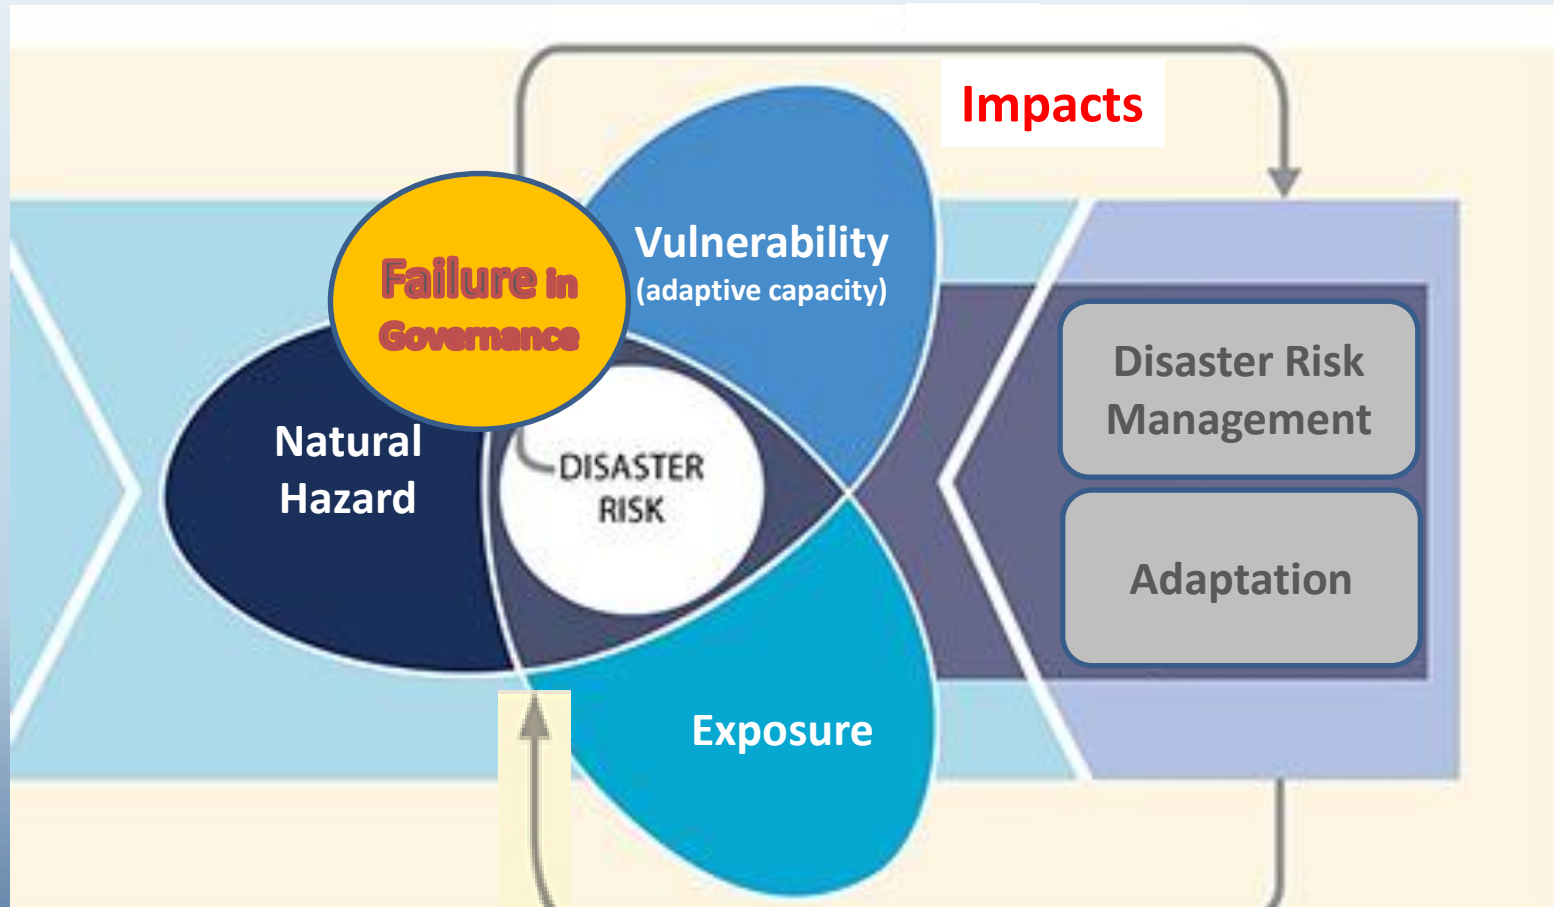 Impacts
Vulnerability
(adaptive capacity)
Failure in
Governance
Natural
Hazard
DISASTER
RISK
Disaster Risk
Management
Adaptation
Exposure